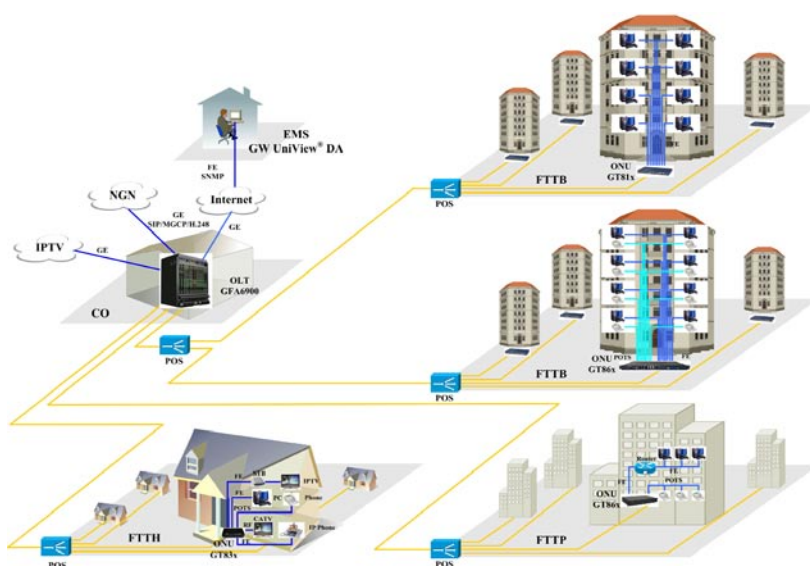 EMS
GW UniView® DA
FE
SNMP
NGN
Internet
GE
SIP/MGCP/H.248
GE
IPTV
GE
OLT
GFA6900
CO
POS
FE
ONU
GT81x
FTTB
POS
POTS
FE
ONU
GT86x
FTTB
POS
STB
FE
IPTV
FE
PC
Phone
POTS
CATV
RF
IP Phone
FE
ONU
GT83x
FTTH
POS
Router
FE
FE
POTS
ONU
GT86x
FTTP
POS